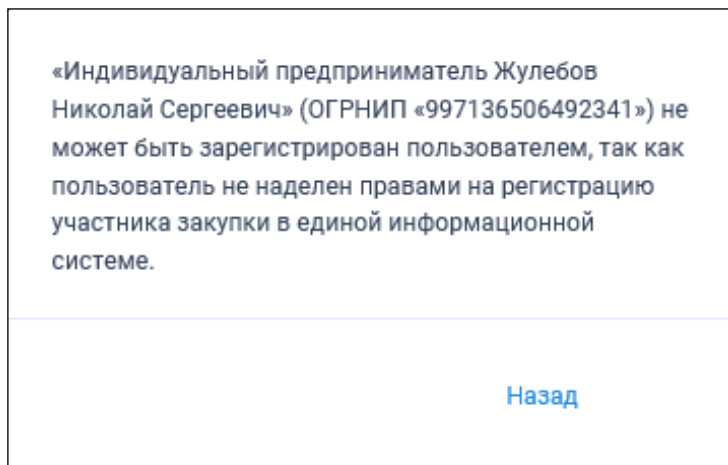 «Индивидуальный предприниматель Жулебов
Николай Сергеевич» (ОГРНИП «997136506492341») не
может быть зарегистрирован пользователем, так как
пользователь не наделен правами на регистрацию
участника закупки в единой информационной
системе.
Назад